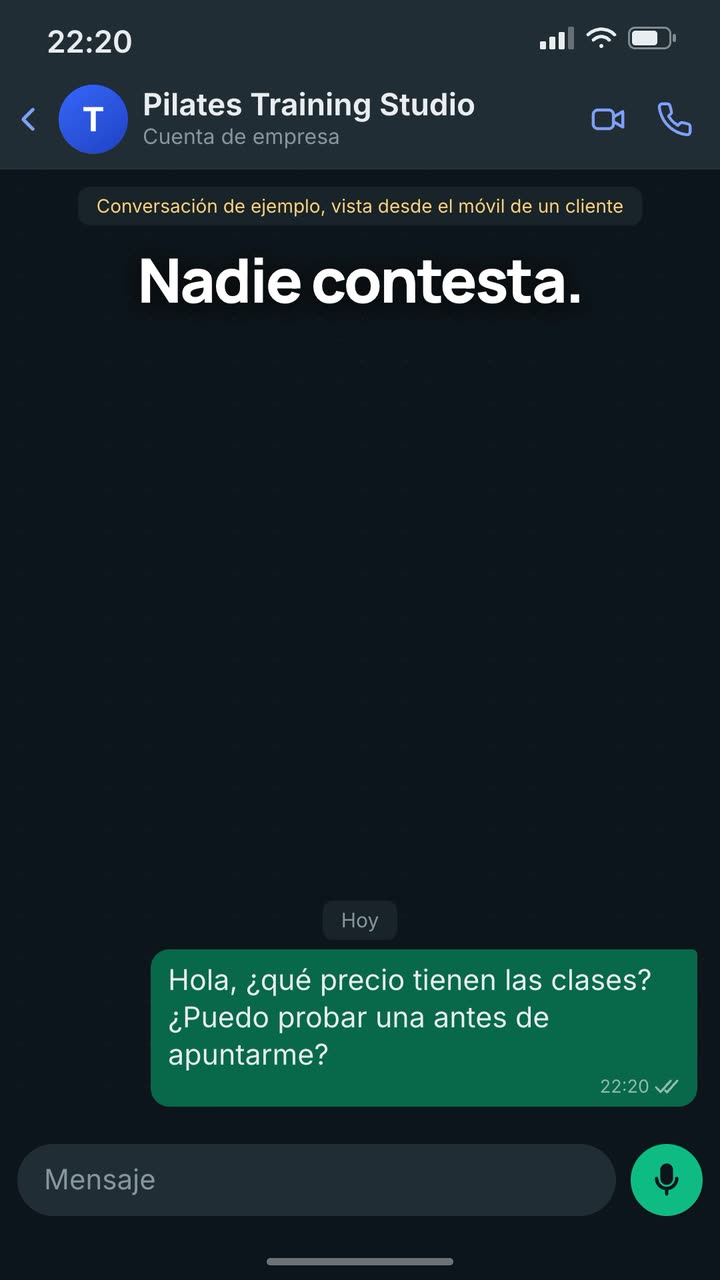 22:20
T
Pilates Training Studio
Cuenta de empresa
Conversación de ejemplo, vista desde el móvil de un cliente
Nadie contesta.
Hoy
Hola, ¿qué precio tienen las clases?
¿Puedo probar una antes de
apuntarme?
22:20
Mensaje